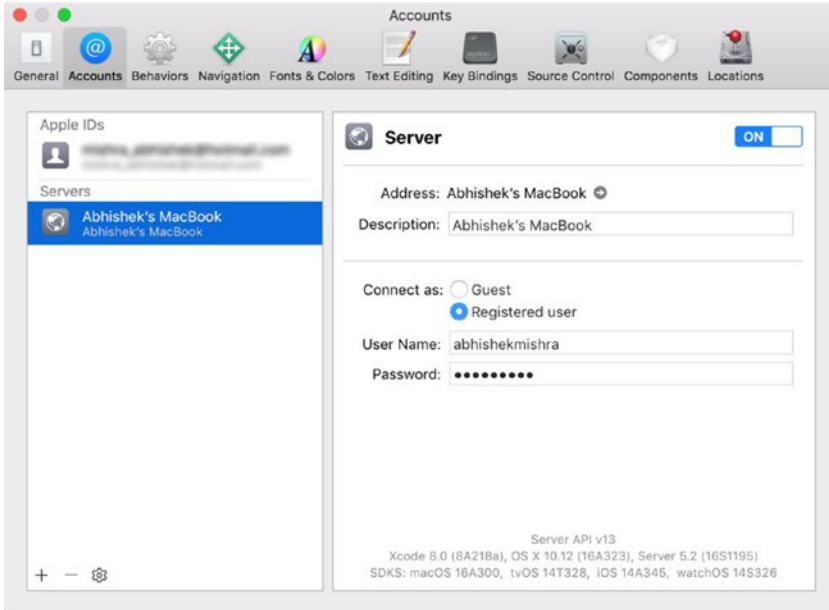 Accounts
General Accounts Behaviors Navigation Fonts & Colors Text Editing Key Bindings Source Control Components Locations
Apple IDs
Servers
Abhishek's MacBook
Abhishek's MacBook
Server
ON
Address: Abhishek's MacBook
Description: Abhishek's MacBook
Connect as: Guest
Registered user
User Name: abhishekmishra
Password: •••••••••
Server API v13
Xcode 8.0 (8A218a), OS X 10.12 (16A323), Server 5.2 (16S1195)
SDKS: macOS 16A300, tvOS 14T328, iOS 14A345, watchOS 14S326